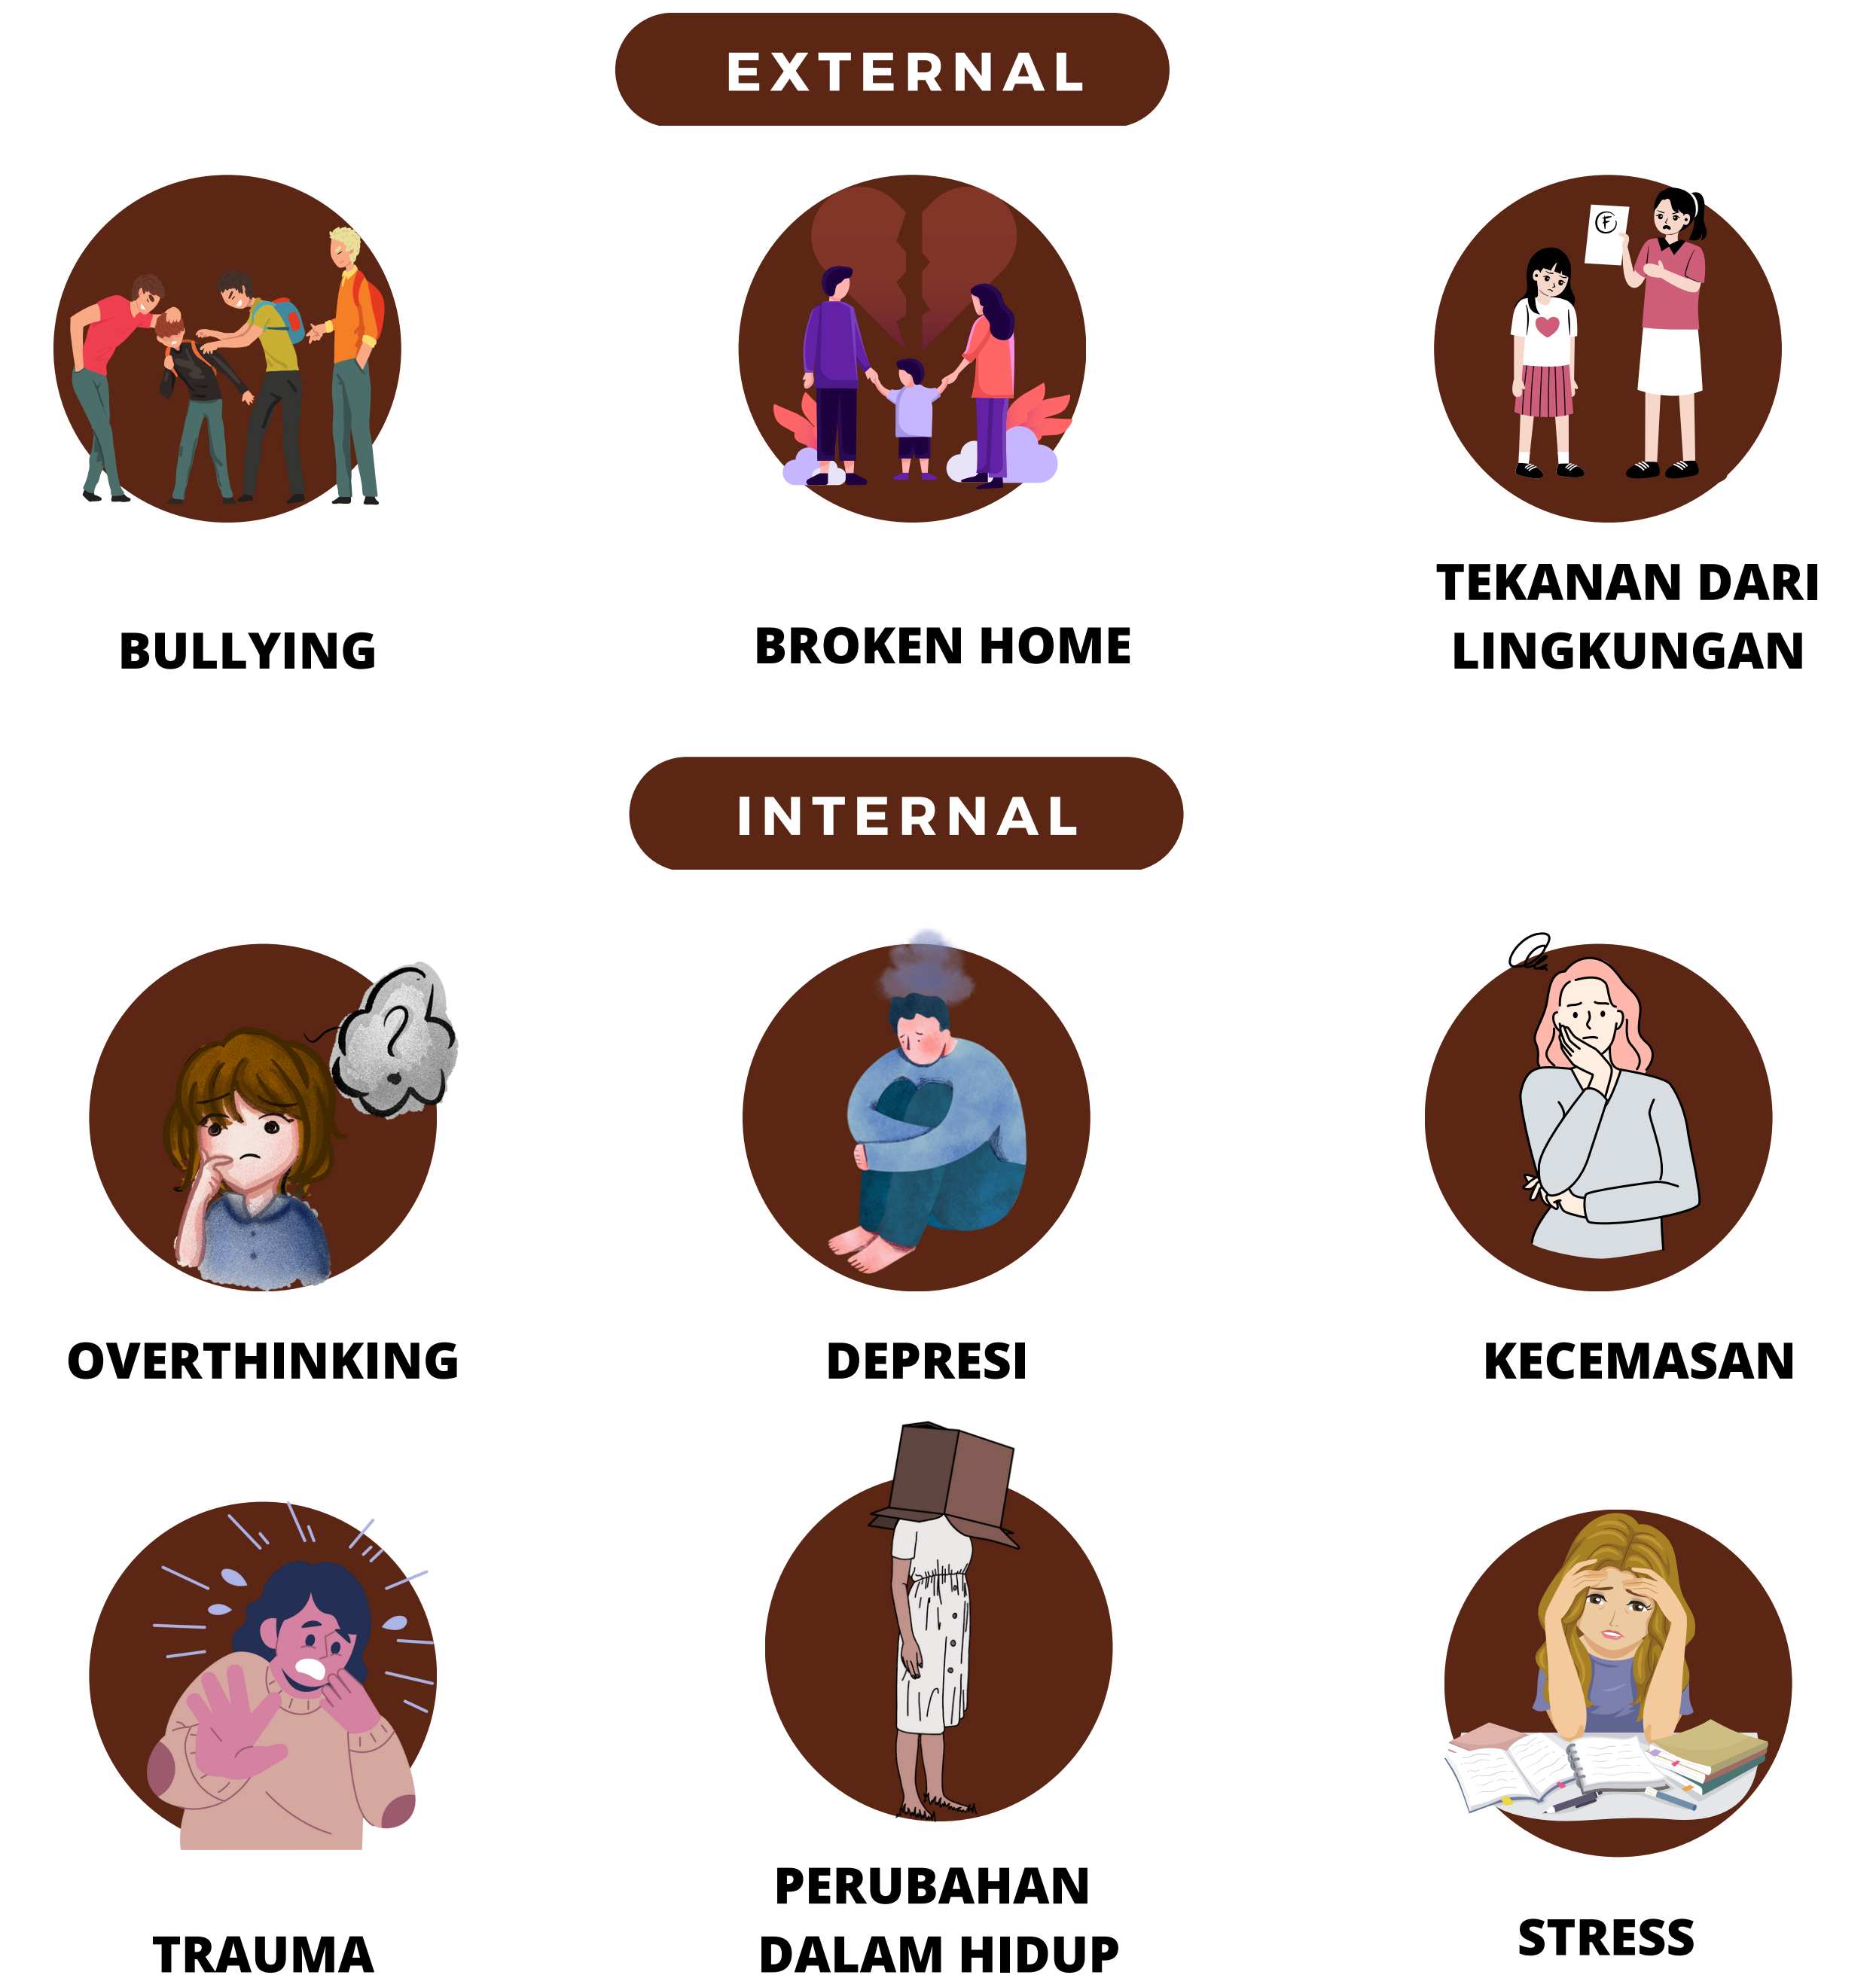 EXTERNAL
BULLYING
BROKEN HOME
TEKANAN DARI
LINGKUNGAN
INTERNAL
OVERTHINKING
DEPRESI
KECEMASAN
TRAUMA
PERUBAHAN
DALAM HIDUP
STRESS
F
?